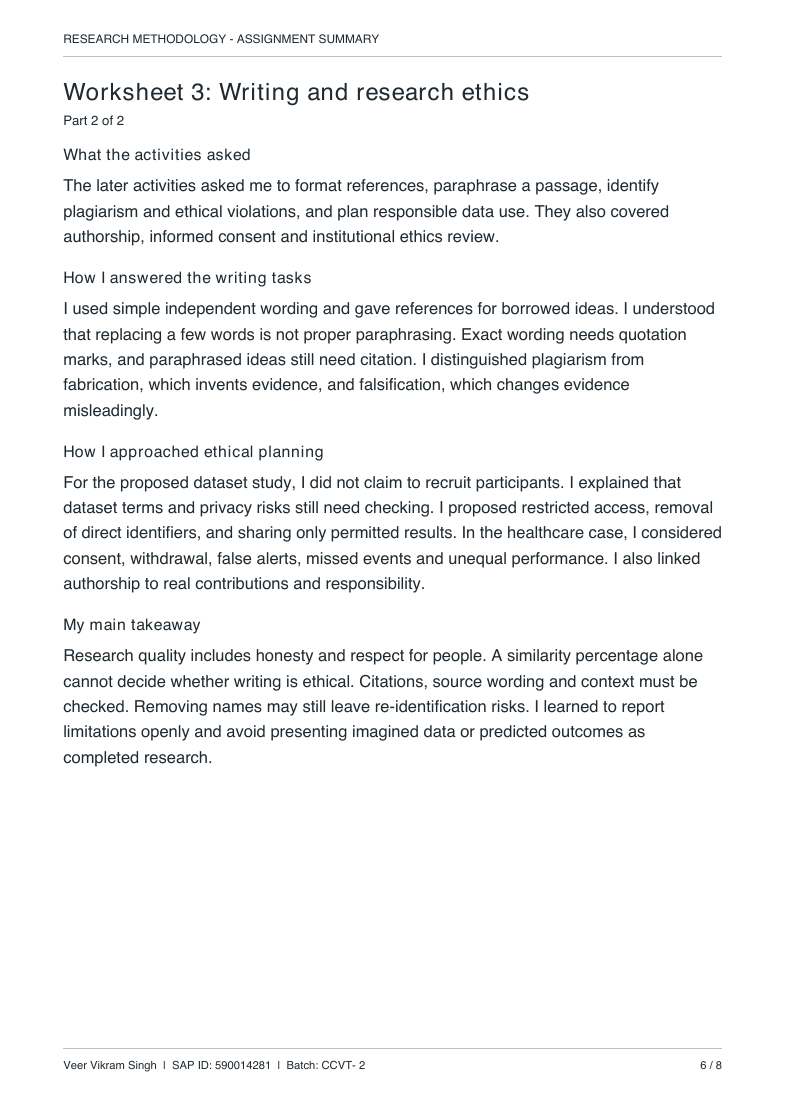 RESEARCH METHODOLOGY - ASSIGNMENT SUMMARY
Worksheet 3: Writing and research ethics
Part 2 of 2
What the activities asked
The later activities asked me to format references, paraphrase a passage, identify
plagiarism and ethical violations, and plan responsible data use. They also covered
authorship, informed consent and institutional ethics review.
How I answered the writing tasks
I used simple independent wording and gave references for borrowed ideas. I understood
that replacing a few words is not proper paraphrasing. Exact wording needs quotation
marks, and paraphrased ideas still need citation. I distinguished plagiarism from
fabrication, which invents evidence, and falsification, which changes evidence
misleadingly.
How I approached ethical planning
For the proposed dataset study, I did not claim to recruit participants. I explained that
dataset terms and privacy risks still need checking. I proposed restricted access, removal
of direct identifiers, and sharing only permitted results. In the healthcare case, I considered
consent, withdrawal, false alerts, missed events and unequal performance. I also linked
authorship to real contributions and responsibility.
My main takeaway
Research quality includes honesty and respect for people. A similarity percentage alone
cannot decide whether writing is ethical. Citations, source wording and context must be
checked. Removing names may still leave re-identification risks. I learned to report
limitations openly and avoid presenting imagined data or predicted outcomes as
completed research.
Veer Vikram Singh | SAP ID: 590014281 | Batch: CCVT- 2
6 / 8